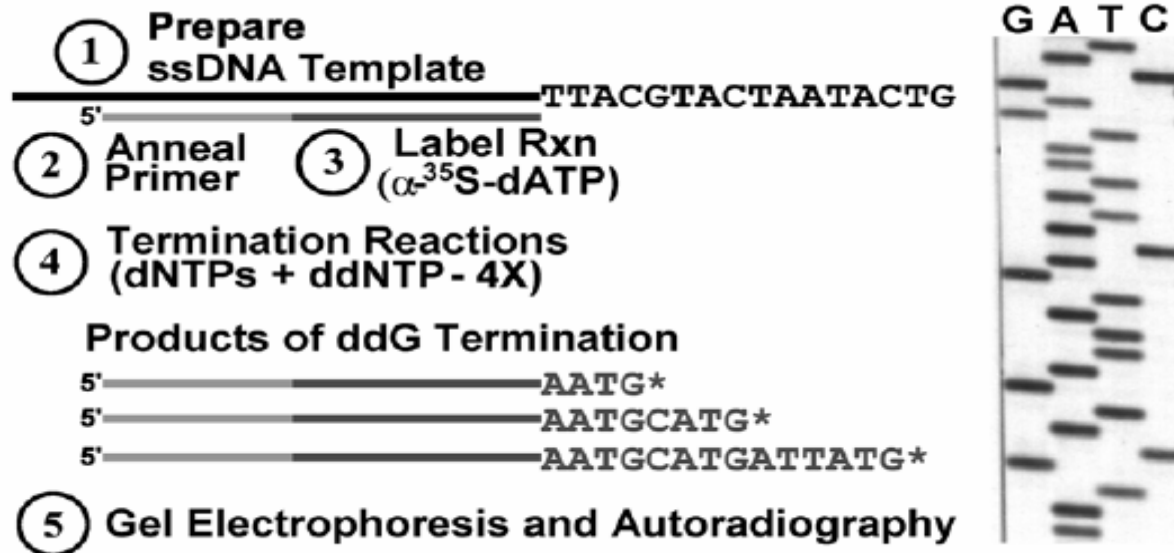 1 Prepare
ssDNA Template
TTACGTACTAATACTG
5'
2 Anneal
Primer
3 Label Rxn
(α-³⁵S-dATP)
4 Termination Reactions
(dNTPs + ddNTP - 4X)
Products of ddG Termination
5' AATG*
5' AATGCATG*
5' AATGCATGATTATG*
5 Gel Electrophoresis and Autoradiography
G A T C